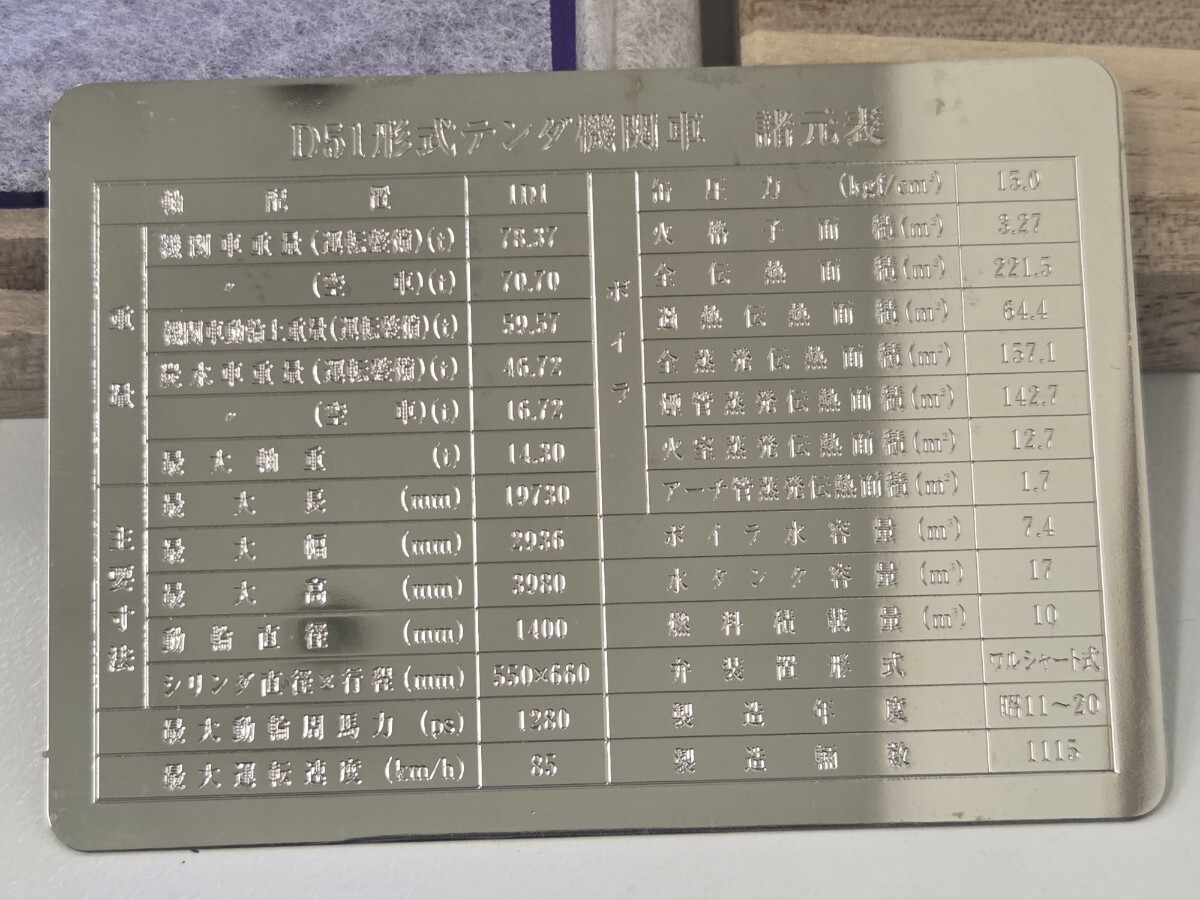 D51形式テンダ機関車 諸元表
軸配置 1D1
重量
機関車重量(運転整備)(t) 78.37
〃 (空車)(t) 70.70
機関車動輪上重量(運転整備)(t) 59.57
炭水車重量(運転整備)(t) 46.72
〃 (空車)(t) 16.72
最大軸重 (t) 14.30
主要寸法
最大長 (mm) 19730
最大幅 (mm) 2936
最大高 (mm) 3980
動輪直径 (mm) 1400
シリンダ直径×行程(mm) 550×660
最大動輪周馬力(ps) 1280
最大運転速度(km/h) 85
ボイラ
缶圧力 (kgf/cm²) 15.0
火格子面積(m²) 3.27
全伝熱面積(m²) 221.5
過熱伝熱面積(m²) 64.4
全蒸発伝熱面積(m²) 157.1
煙管蒸発伝熱面積(m²) 142.7
火室蒸発伝熱面積(m²) 12.7
アーチ管蒸発伝熱面積(m²) 1.7
ボイラ水容量(m³) 7.4
水タンク容量(m³) 17
燃料積載量(m³) 10
弁装置形式 ワルシャート式
製造年度 昭11～20
製造輛数 1115